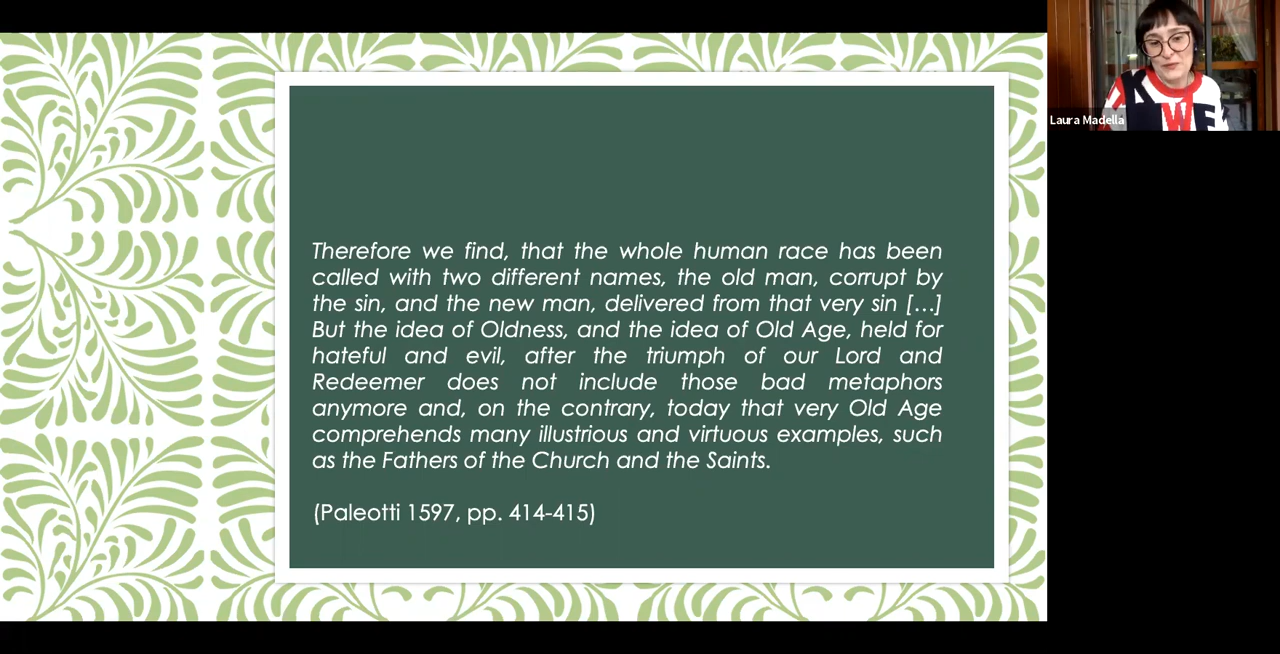 Therefore we find, that the whole human race has been
called with two different names, the old man, corrupt by
the sin, and the new man, delivered from that very sin […]
But the idea of Oldness, and the idea of Old Age, held for
hateful and evil, after the triumph of our Lord and
Redeemer does not include those bad metaphors
anymore and, on the contrary, today that very Old Age
comprehends many illustrious and virtuous examples, such
as the Fathers of the Church and the Saints.
(Paleotti 1597, pp. 414-415)
Laura Madella